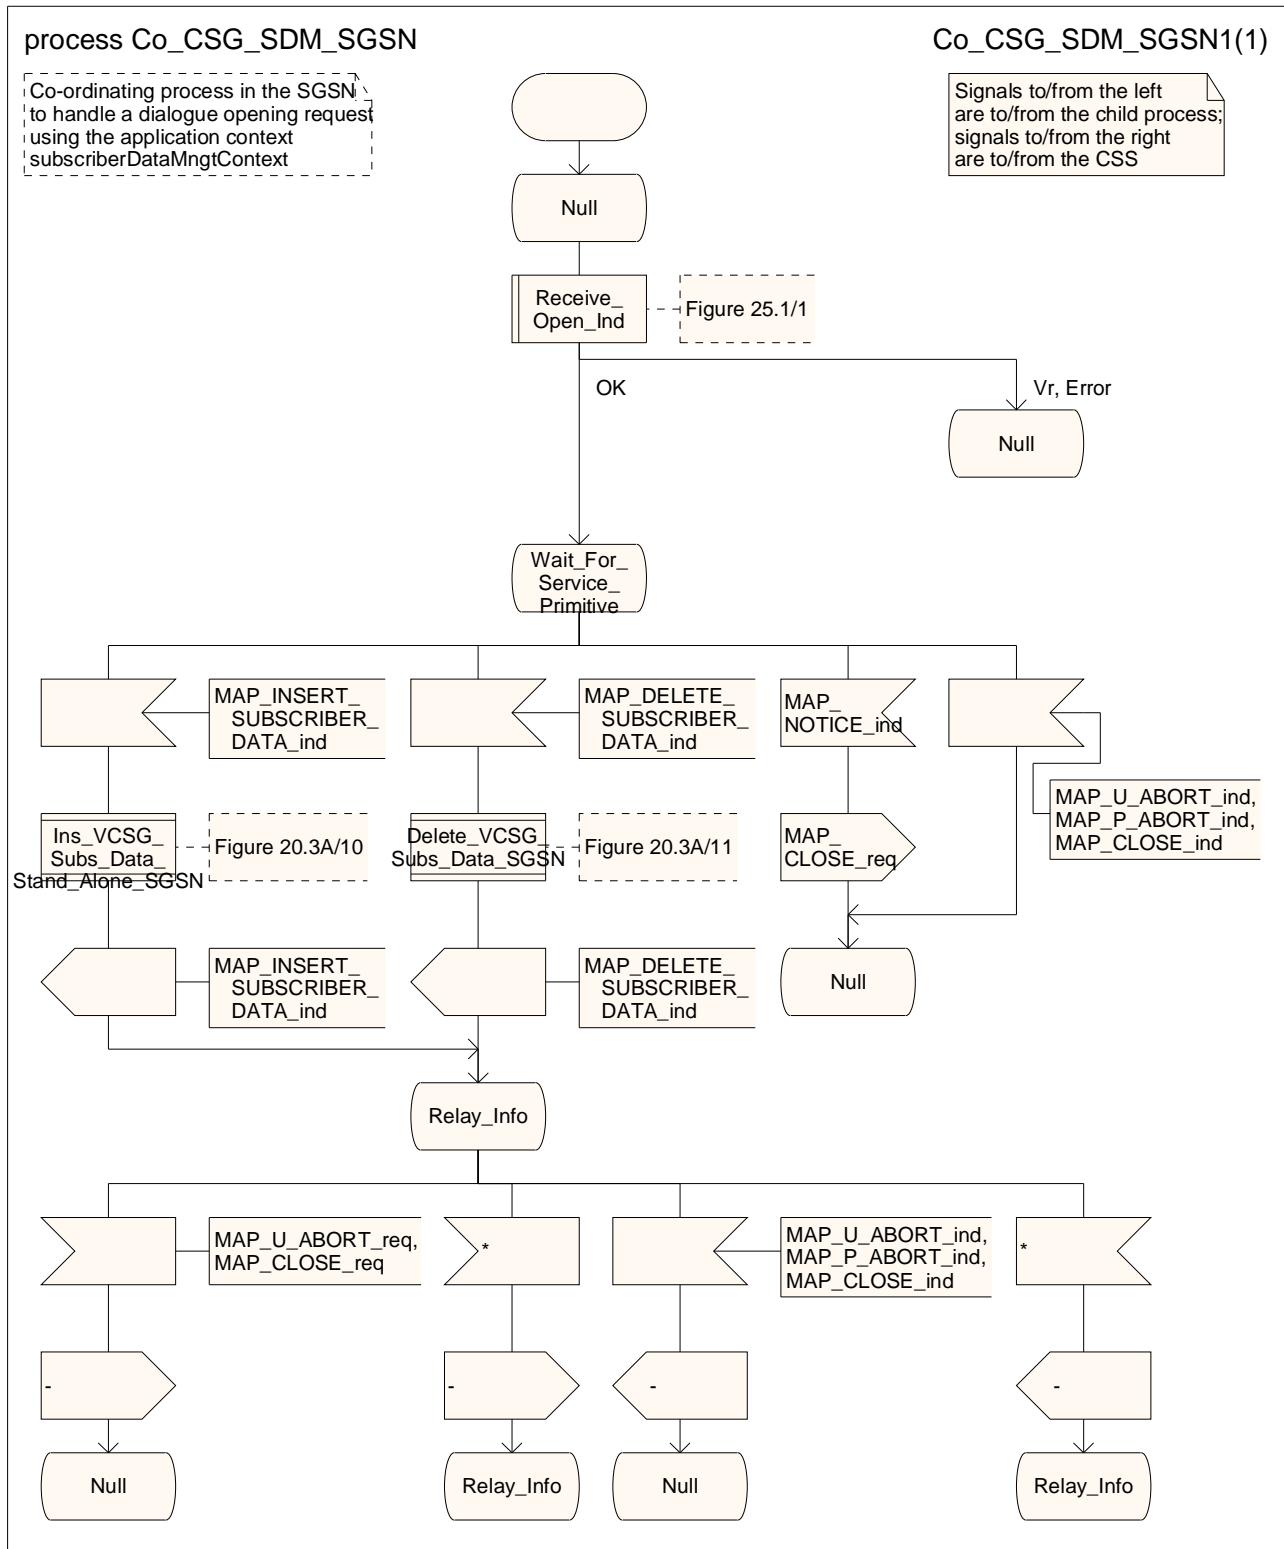 process Co_CSG_SDM_SGSN
Co_CSG_SDM_SGSN1(1)
Co-ordinating process in the SGSN
to handle a dialogue opening request
using the application context
subscriberDataMngtContext
Signals to/from the left
are to/from the child process;
signals to/from the right
are to/from the CSS
Null
Receive_
Open_Ind
Figure 25.1/1
OK
Vr, Error
Null
Wait_For_
Service_
Primitive
MAP_INSERT_
SUBSCRIBER_
DATA_ind
MAP_DELETE_
SUBSCRIBER_
DATA_ind
MAP_
NOTICE_ind
MAP_U_ABORT_ind,
MAP_P_ABORT_ind,
MAP_CLOSE_ind
Ins_VCSG_
Subs_Data_
Stand_Alone_SGSN
Figure 20.3A/10
Delete_VCSG_
Subs_Data_SGSN
Figure 20.3A/11
MAP_
CLOSE_req
MAP_INSERT_
SUBSCRIBER_
DATA_ind
MAP_DELETE_
SUBSCRIBER_
DATA_ind
Null
Relay_Info
MAP_U_ABORT_req,
MAP_CLOSE_req
*
MAP_U_ABORT_ind,
MAP_P_ABORT_ind,
MAP_CLOSE_ind
*
-
-
-
-
Null
Relay_Info
Null
Relay_Info